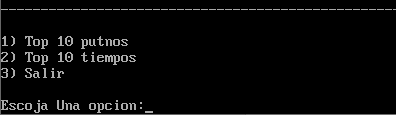 1) Top 10 putnos
2) Top 10 tiempos
3) Salir
Escoja Una opcion:_